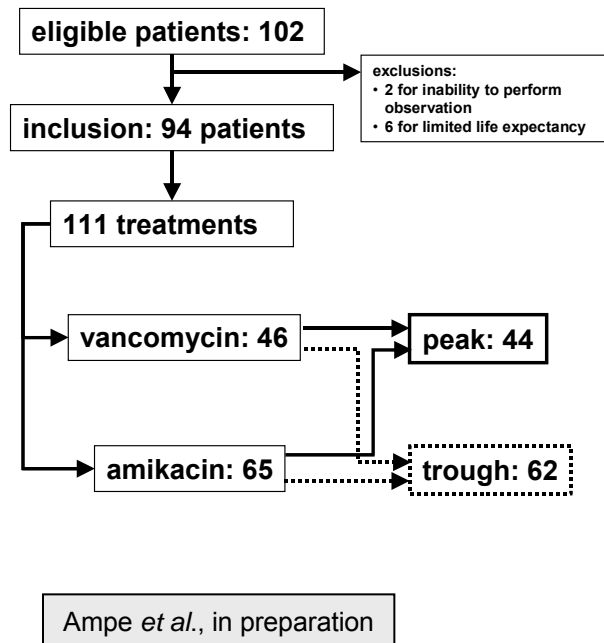 eligible patients: 102
exclusions:
• 2 for inability to perform
observation
• 6 for limited life expectancy
inclusion: 94 patients
111 treatments
vancomycin: 46
peak: 44
amikacin: 65
trough: 62
Ampe et al., in preparation